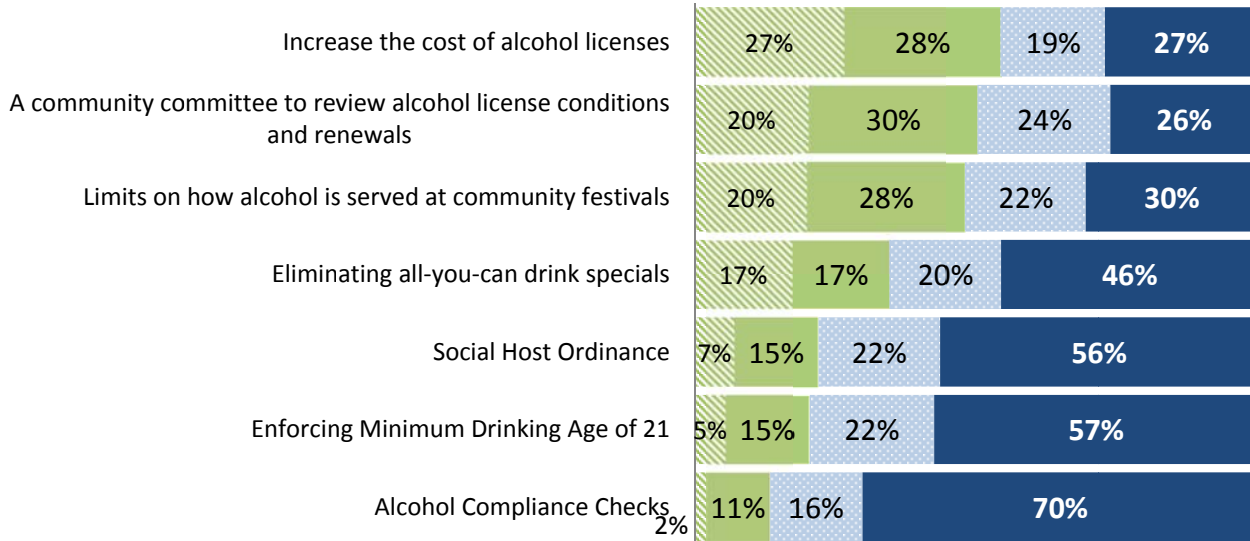 Increase the cost of alcohol licenses 27% 28% 19% 27%
A community committee to review alcohol license conditions
and renewals 20% 30% 24% 26%
Limits on how alcohol is served at community festivals 20% 28% 22% 30%
Eliminating all-you-can drink specials 17% 17% 20% 46%
Social Host Ordinance 7% 15% 22% 56%
Enforcing Minimum Drinking Age of 21 5% 15% 22% 57%
Alcohol Compliance Checks 2% 11% 16% 70%